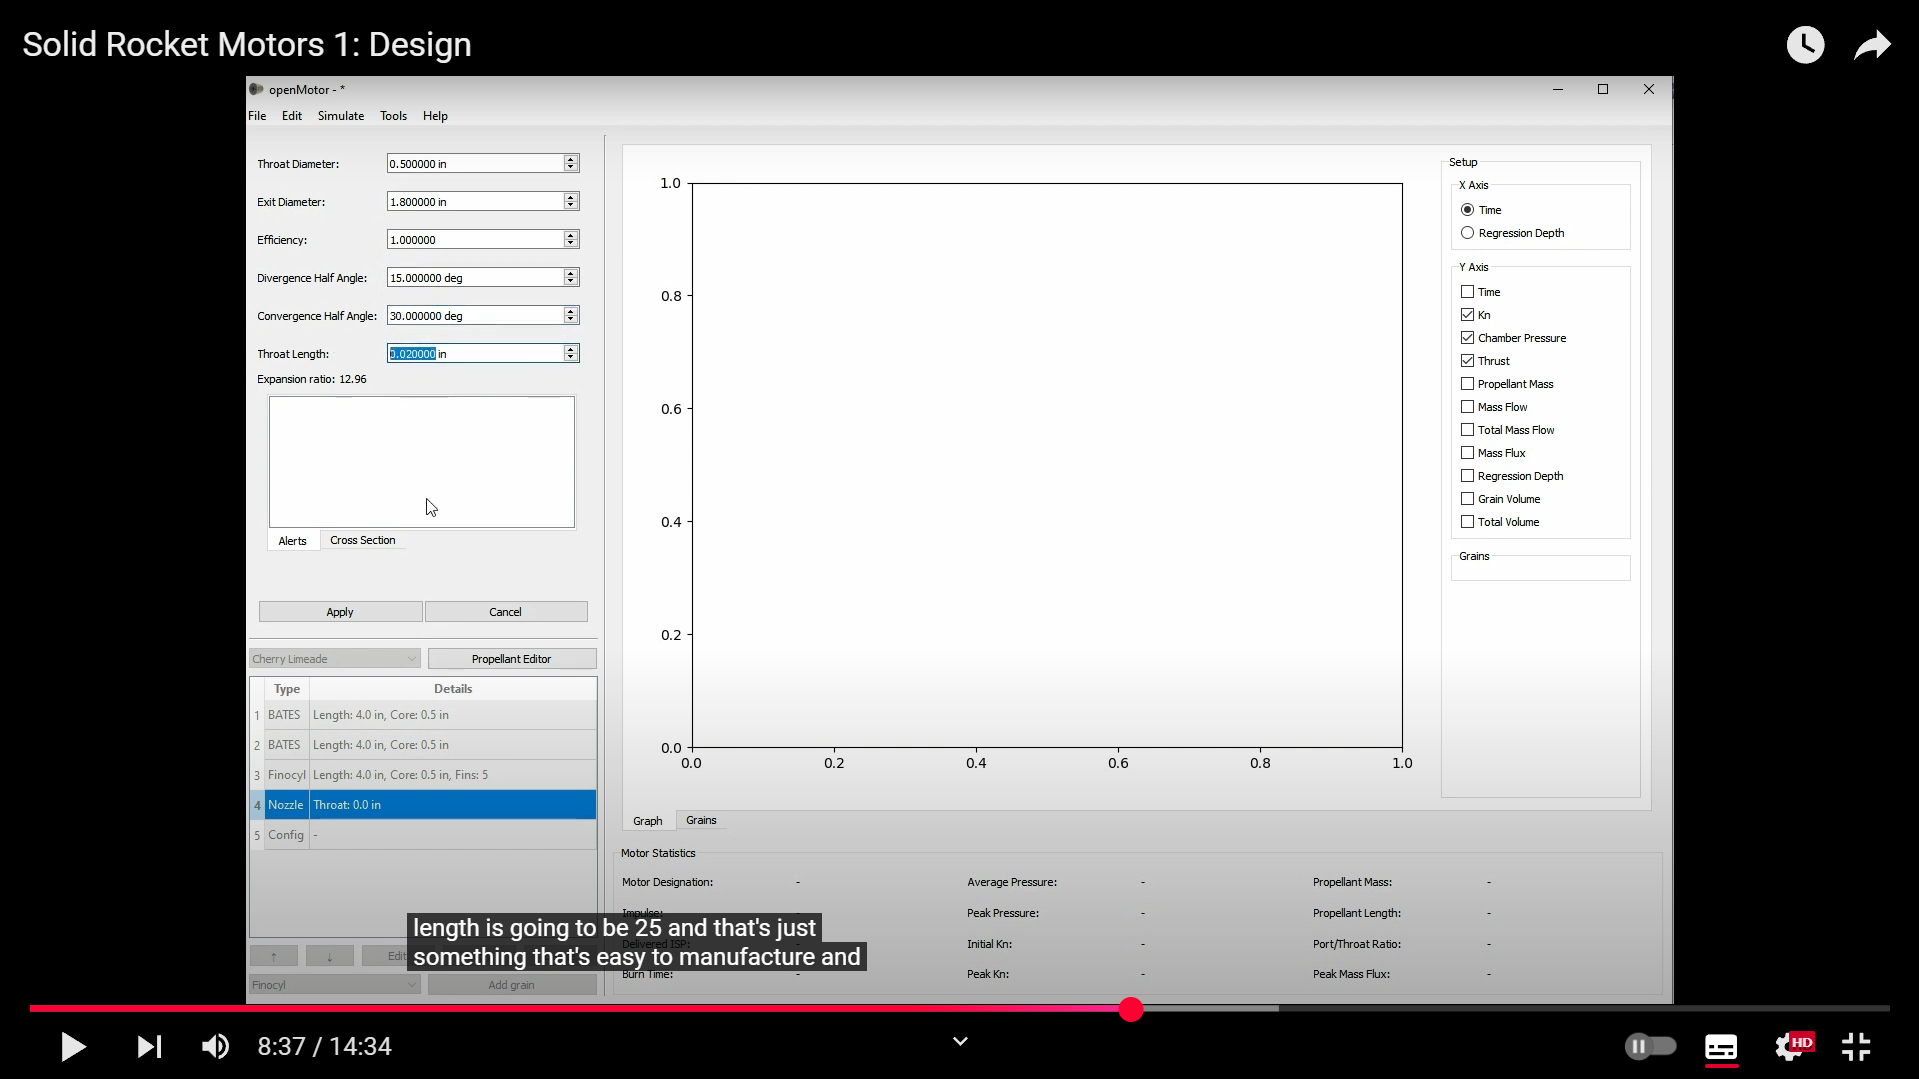 Solid Rocket Motors 1: Design
openMotor - *
File Edit Simulate Tools Help
Throat Diameter: 0.500000 in
Exit Diameter: 1.800000 in
Efficiency: 1.000000
Divergence Half Angle: 15.000000 deg
Convergence Half Angle: 30.000000 deg
Throat Length: 0.020000 in
Expansion ratio: 12.96
Alerts Cross Section
Apply Cancel
Cherry Limeade Propellant Editor
Type Details
1 BATES Length: 4.0 in, Core: 0.5 in
2 BATES Length: 4.0 in, Core: 0.5 in
3 Finocyl Length: 4.0 in, Core: 0.5 in, Fins: 5
4 Nozzle Throat: 0.0 in
5 Config -
↑ ↓ Edit
Finocyl Add grain
1.0
0.8
0.6
0.4
0.2
0.0
0.0 0.2 0.4 0.6 0.8 1.0
Graph Grains
Setup
X Axis
Time
Regression Depth
Y Axis
Time
Kn
Chamber Pressure
Thrust
Propellant Mass
Mass Flow
Total Mass Flow
Mass Flux
Regression Depth
Grain Volume
Total Volume
Grains
Motor Statistics
Motor Designation: - Average Pressure: - Propellant Mass: -
Impulse: Peak Pressure: - Propellant Length: -
Delivered ISP: Initial Kn: - Port/Throat Ratio: -
Burn Time: Peak Kn: - Peak Mass Flux: -
length is going to be 25 and that's just
something that's easy to manufacture and
8:37 / 14:34
HD